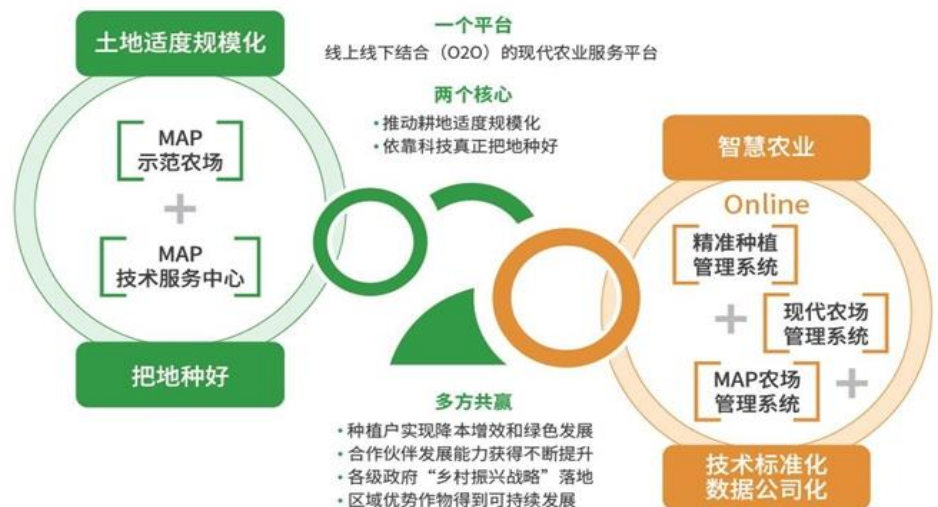 土地适度规模化
MAP
示范农场
+
MAP
技术服务中心
把地种好
一个平台
线上线下结合（O2O）的现代农业服务平台
两个核心
•推动耕地适度规模化
•依靠科技真正把地种好
多方共赢
•种植户实现降本增效和绿色发展
•合作伙伴发展能力获得不断提升
•各级政府“乡村振兴战略”落地
•区域优势作物得到可持续发展
智慧农业
Online
精准种植
管理系统
+
现代农场
管理系统
MAP农场
管理系统
+
技术标准化
数据公司化